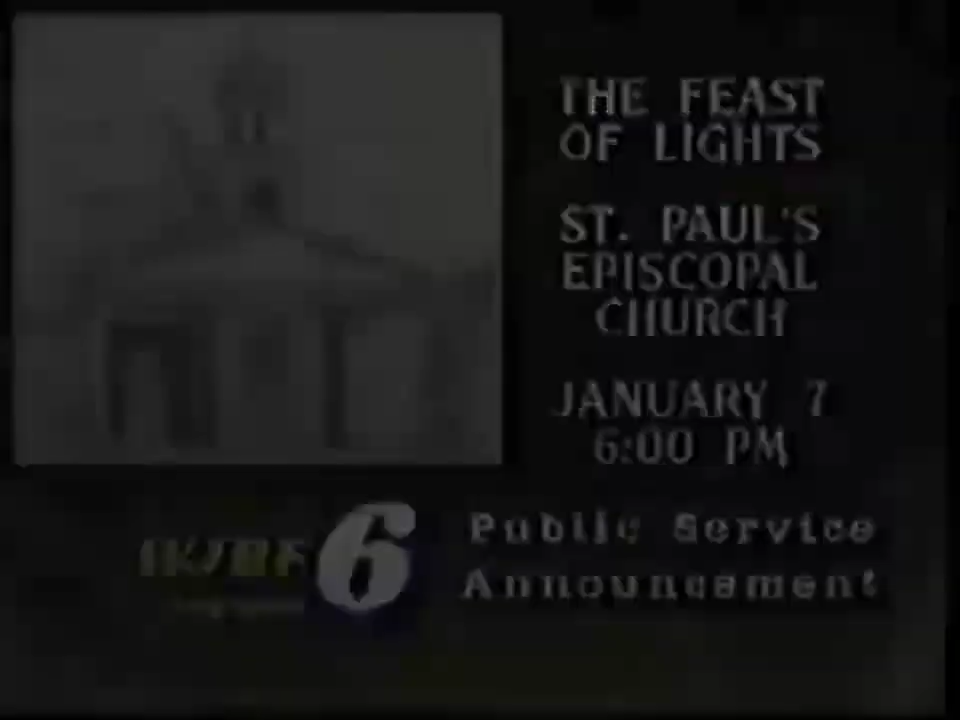 THE FEAST
OF LIGHTS
ST. PAUL'S
EPISCOPAL
CHURCH
JANUARY 7
6:00 PM
6
Public Service
Announcement